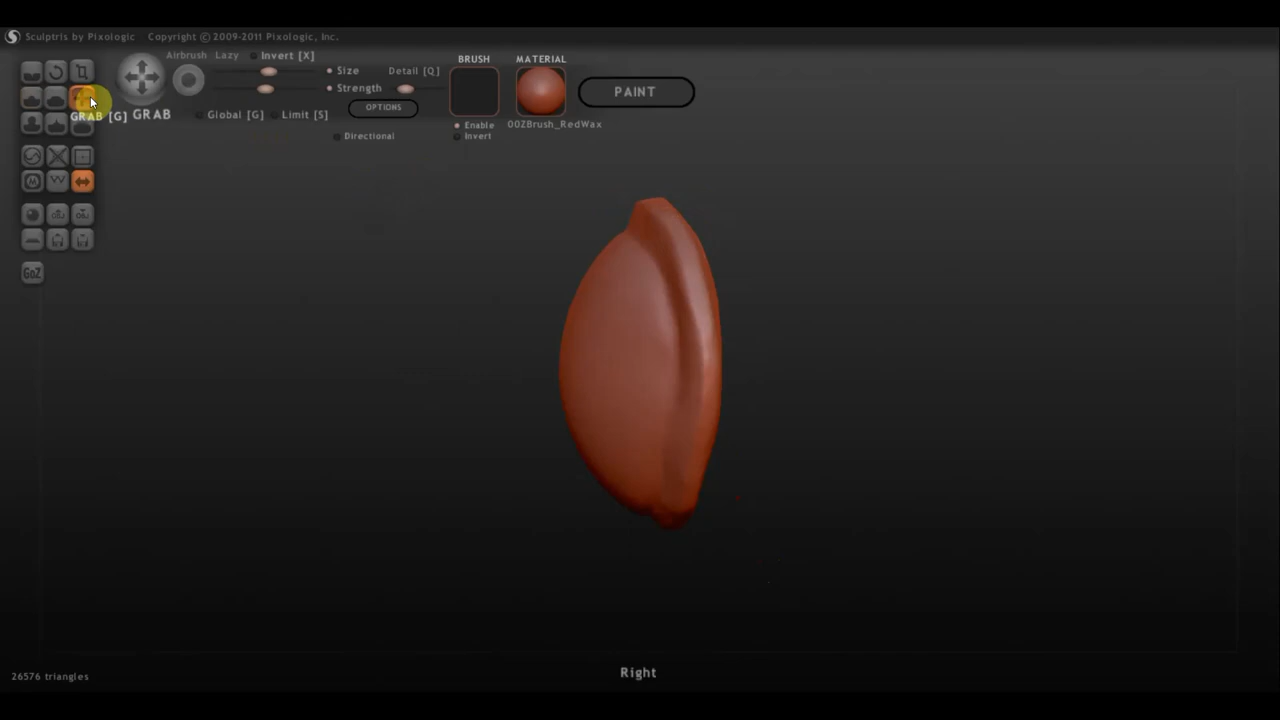 Sculptris by Pixologic Copyright © 2009-2011 Pixologic, Inc.
Airbrush Lazy Invert [X]
BRUSH MATERIAL
Size Detail [Q]
Strength
PAINT
OPTIONS
GRAB [G] GRAB Global [G] Limit [S]
Enable 00ZBrush_RedWax
Directional Invert
GoZ
Right
26576 triangles